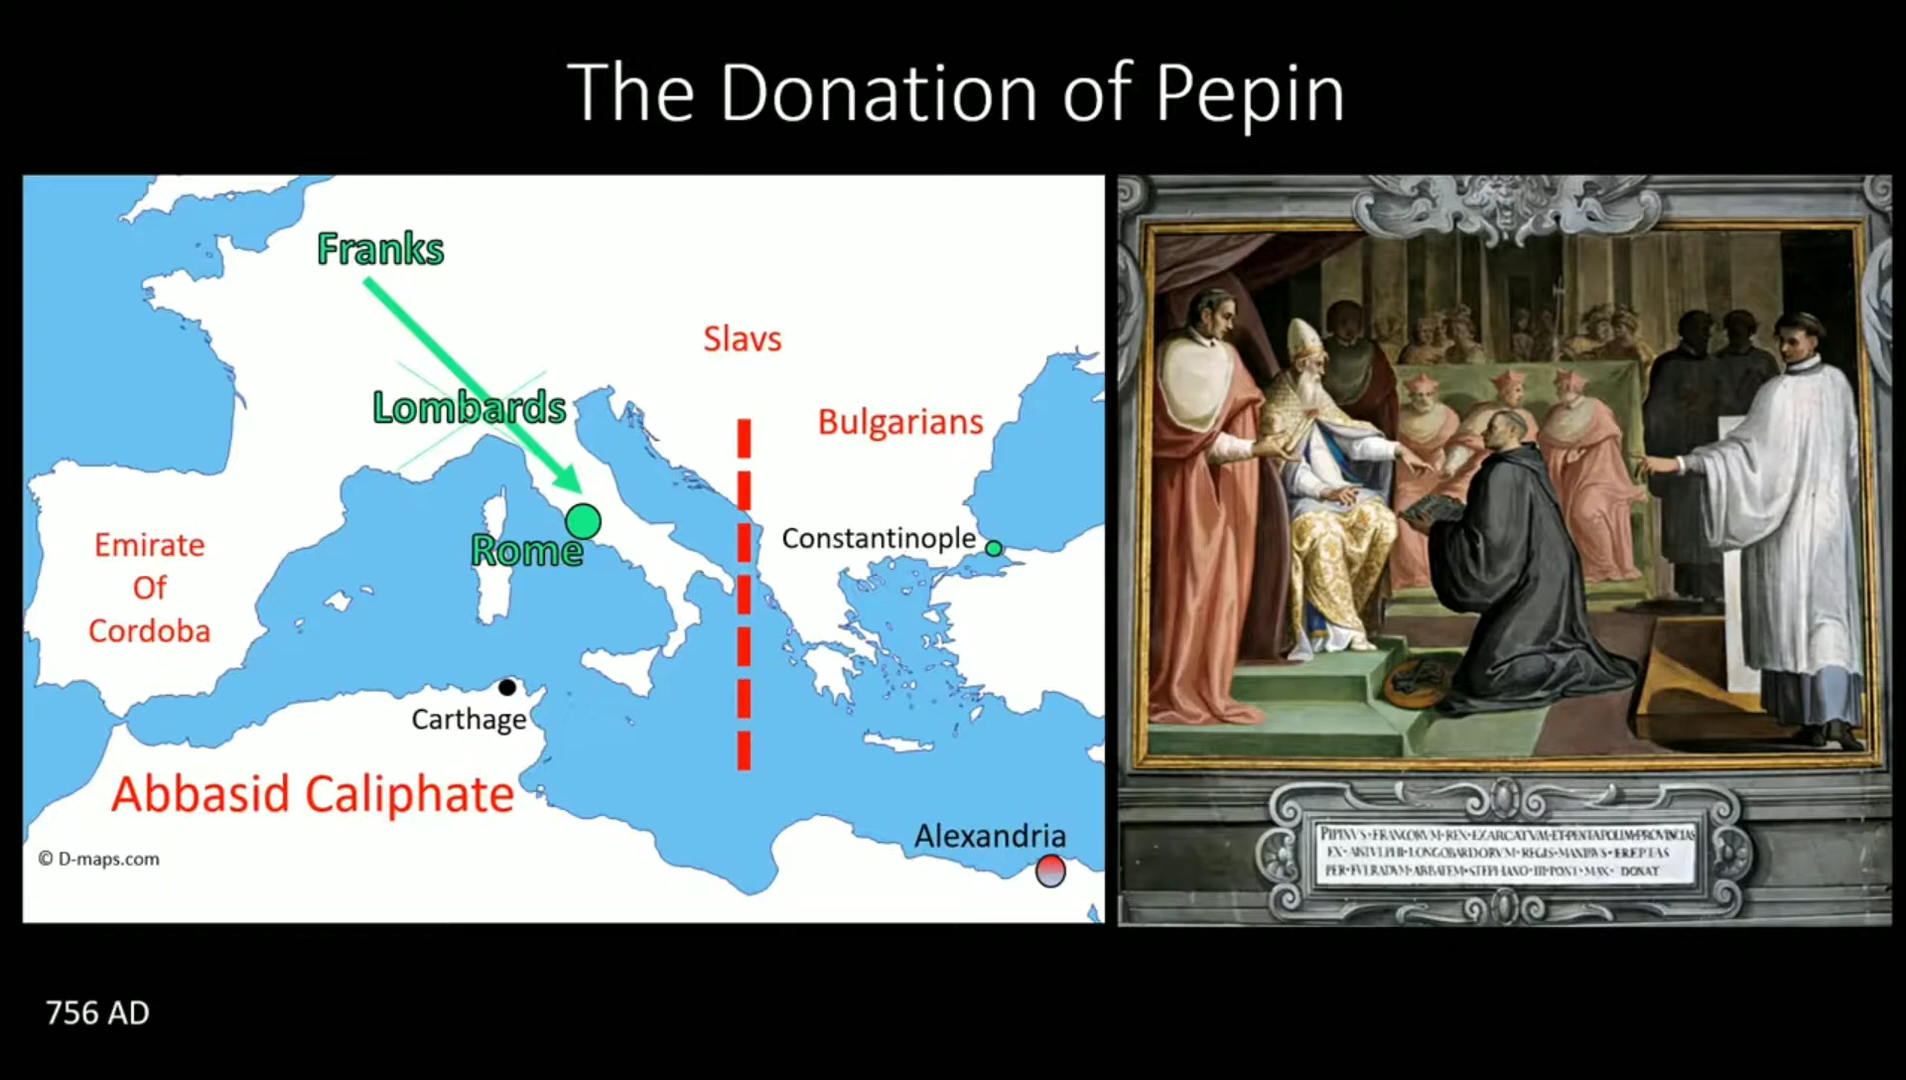 The Donation of Pepin
Franks
Slavs
Lombards
Bulgarians
Rome
Constantinople
Emirate
Of
Cordoba
Carthage
Abbasid Caliphate
Alexandria
© D-maps.com
PIPINVS·FRANCORVM·REX·EXARCATVM·ET·PENTAPOLIM·PROVINCIAS
EX·AISTVLPHI·LONGOBARDORVM·REGIS·MANIBVS·EREPTAS
PER·FVLRADVM·ABBATEM·STEPHANO·III·PONT·MAX·DONAT
756 AD